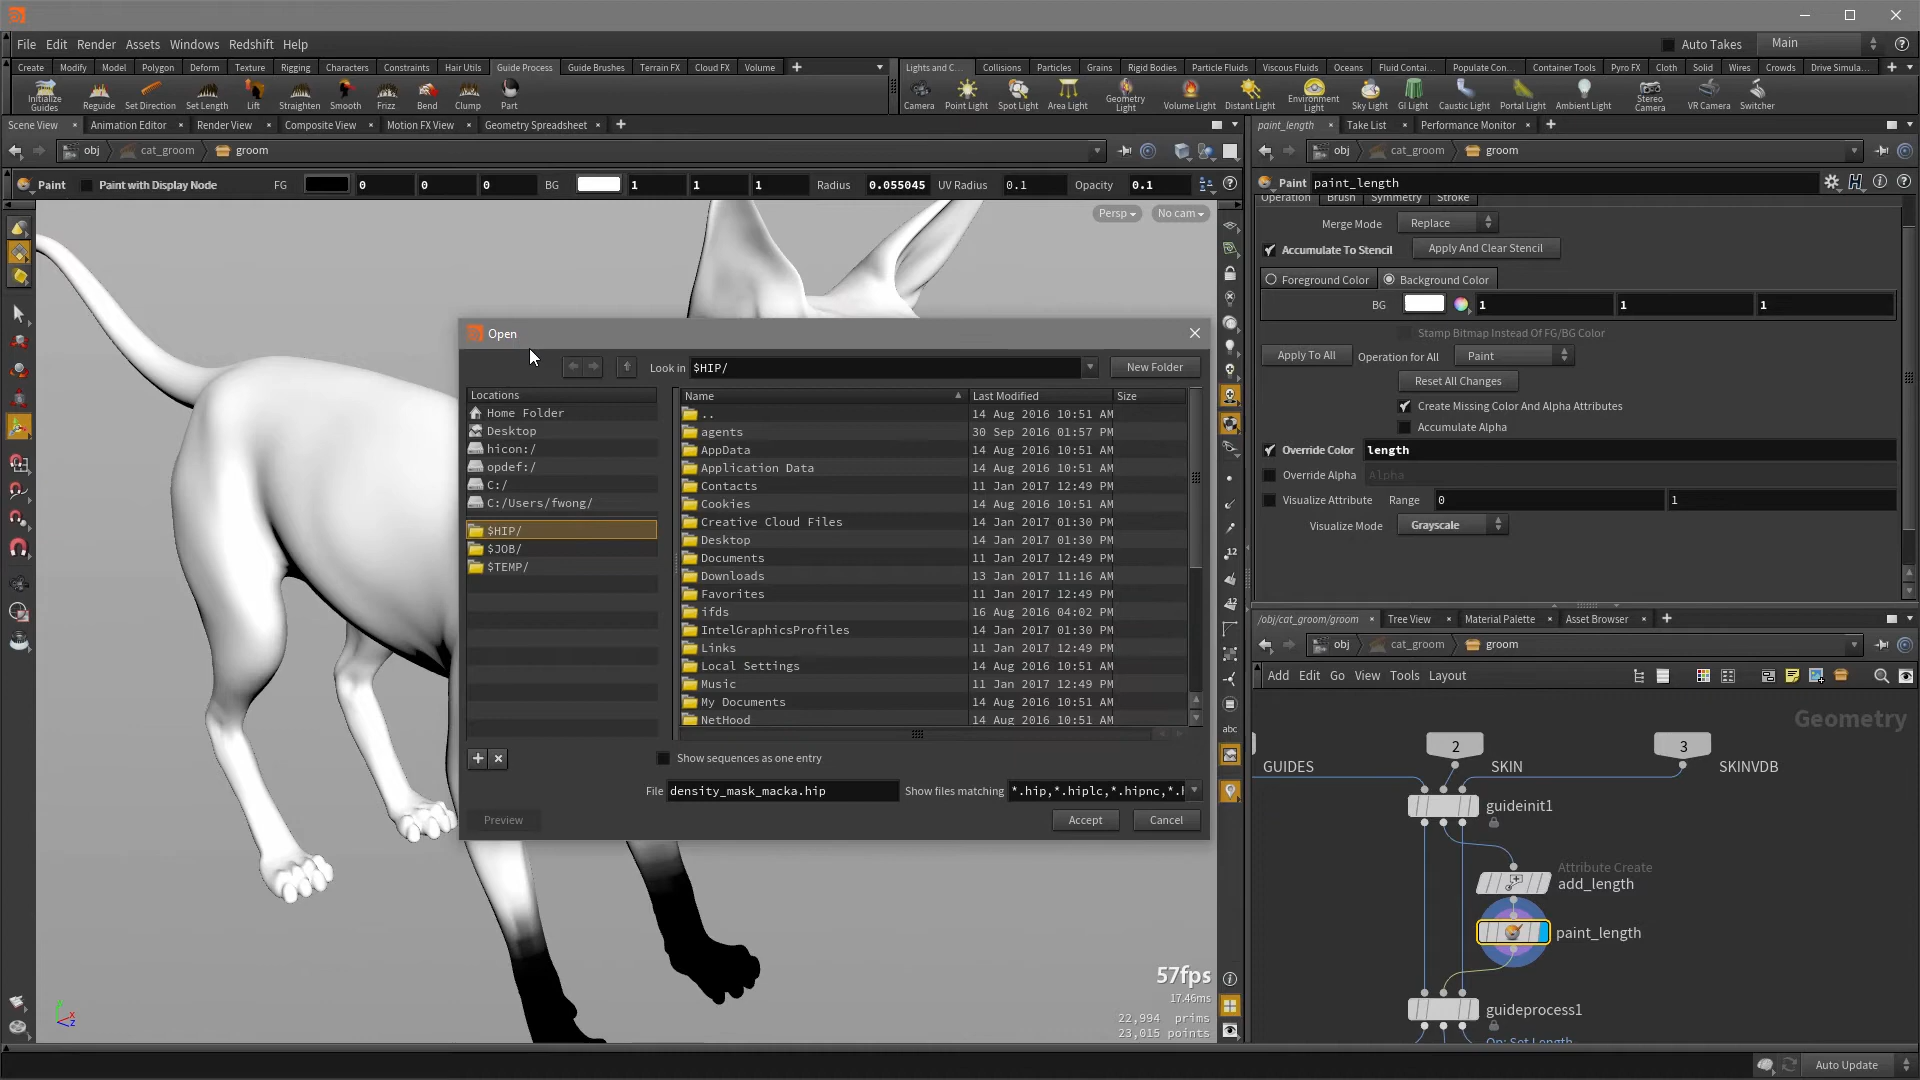 File Edit Render Assets Windows Redshift Help
Auto Takes Main
Create Modify Model Polygon Deform Texture Rigging Characters Constraints Hair Utils Guide Process Guide Brushes Terrain FX Cloud FX Volume
Lights and C... Collisions Particles Grains Rigid Bodies Particle Fluids Viscous Fluids Oceans Fluid Contai... Populate Con... Container Tools Pyro FX Cloth Solid Wires Crowds Drive Simula...
Initialize Guides Reguide Set Direction Set Length Lift Straighten Smooth Frizz Bend Clump Part
Camera Point Light Spot Light Area Light Geometry Light Volume Light Distant Light Environment Light Sky Light GI Light Caustic Light Portal Light Ambient Light Stereo Camera VR Camera Switcher
Scene View Animation Editor Render View Composite View Motion FX View Geometry Spreadsheet
paint_length Take List Performance Monitor
obj cat_groom groom
obj cat_groom groom
Paint Paint with Display Node FG 0 0 0 BG 1 1 1 Radius 0.055045 UV Radius 0.1 Opacity 0.1
Paint paint_length
Persp No cam
Operation Brush Symmetry Stroke
Merge Mode Replace
Accumulate To Stencil Apply And Clear Stencil
Foreground Color Background Color
BG 1 1 1
Stamp Bitmap Instead Of FG/BG Color
Apply To All Operation for All Paint
Reset All Changes
Create Missing Color And Alpha Attributes
Accumulate Alpha
Override Color length
Override Alpha Alpha
Visualize Attribute Range 0 1
Visualize Mode Grayscale
Open
Look in $HIP/ New Folder
Locations
Home Folder
Desktop
hicon:/
opdef:/
C:/
C:/Users/fwong/
$HIP/
$JOB/
$TEMP/
Name Last Modified Size
.. 14 Aug 2016 10:51 AM
agents 30 Sep 2016 01:57 PM
AppData 14 Aug 2016 10:51 AM
Application Data 14 Aug 2016 10:51 AM
Contacts 11 Jan 2017 12:49 PM
Cookies 14 Aug 2016 10:51 AM
Creative Cloud Files 14 Jan 2017 01:30 PM
Desktop 14 Jan 2017 01:30 PM
Documents 11 Jan 2017 12:49 PM
Downloads 13 Jan 2017 11:16 AM
Favorites 11 Jan 2017 12:49 PM
ifds 16 Aug 2016 04:02 PM
IntelGraphicsProfiles 14 Jan 2017 01:30 PM
Links 11 Jan 2017 12:49 PM
Local Settings 14 Aug 2016 10:51 AM
Music 11 Jan 2017 12:49 PM
My Documents 14 Aug 2016 10:51 AM
NetHood 14 Aug 2016 10:51 AM
Show sequences as one entry
File density_mask_macka.hip Show files matching *.hip,*.hiplc,*.hipnc,*.h
Preview Accept Cancel
12
12
abc
57fps
17.46ms
22,994 prims
23,015 points
Y X Z
/obj/cat_groom/groom Tree View Material Palette Asset Browser
obj cat_groom groom
Add Edit Go View Tools Layout
Geometry
2 3
GUIDES SKIN SKINVDB
guideinit1
Attribute Create
add_length
paint_length
guideprocess1
Op: Set Length
Auto Update